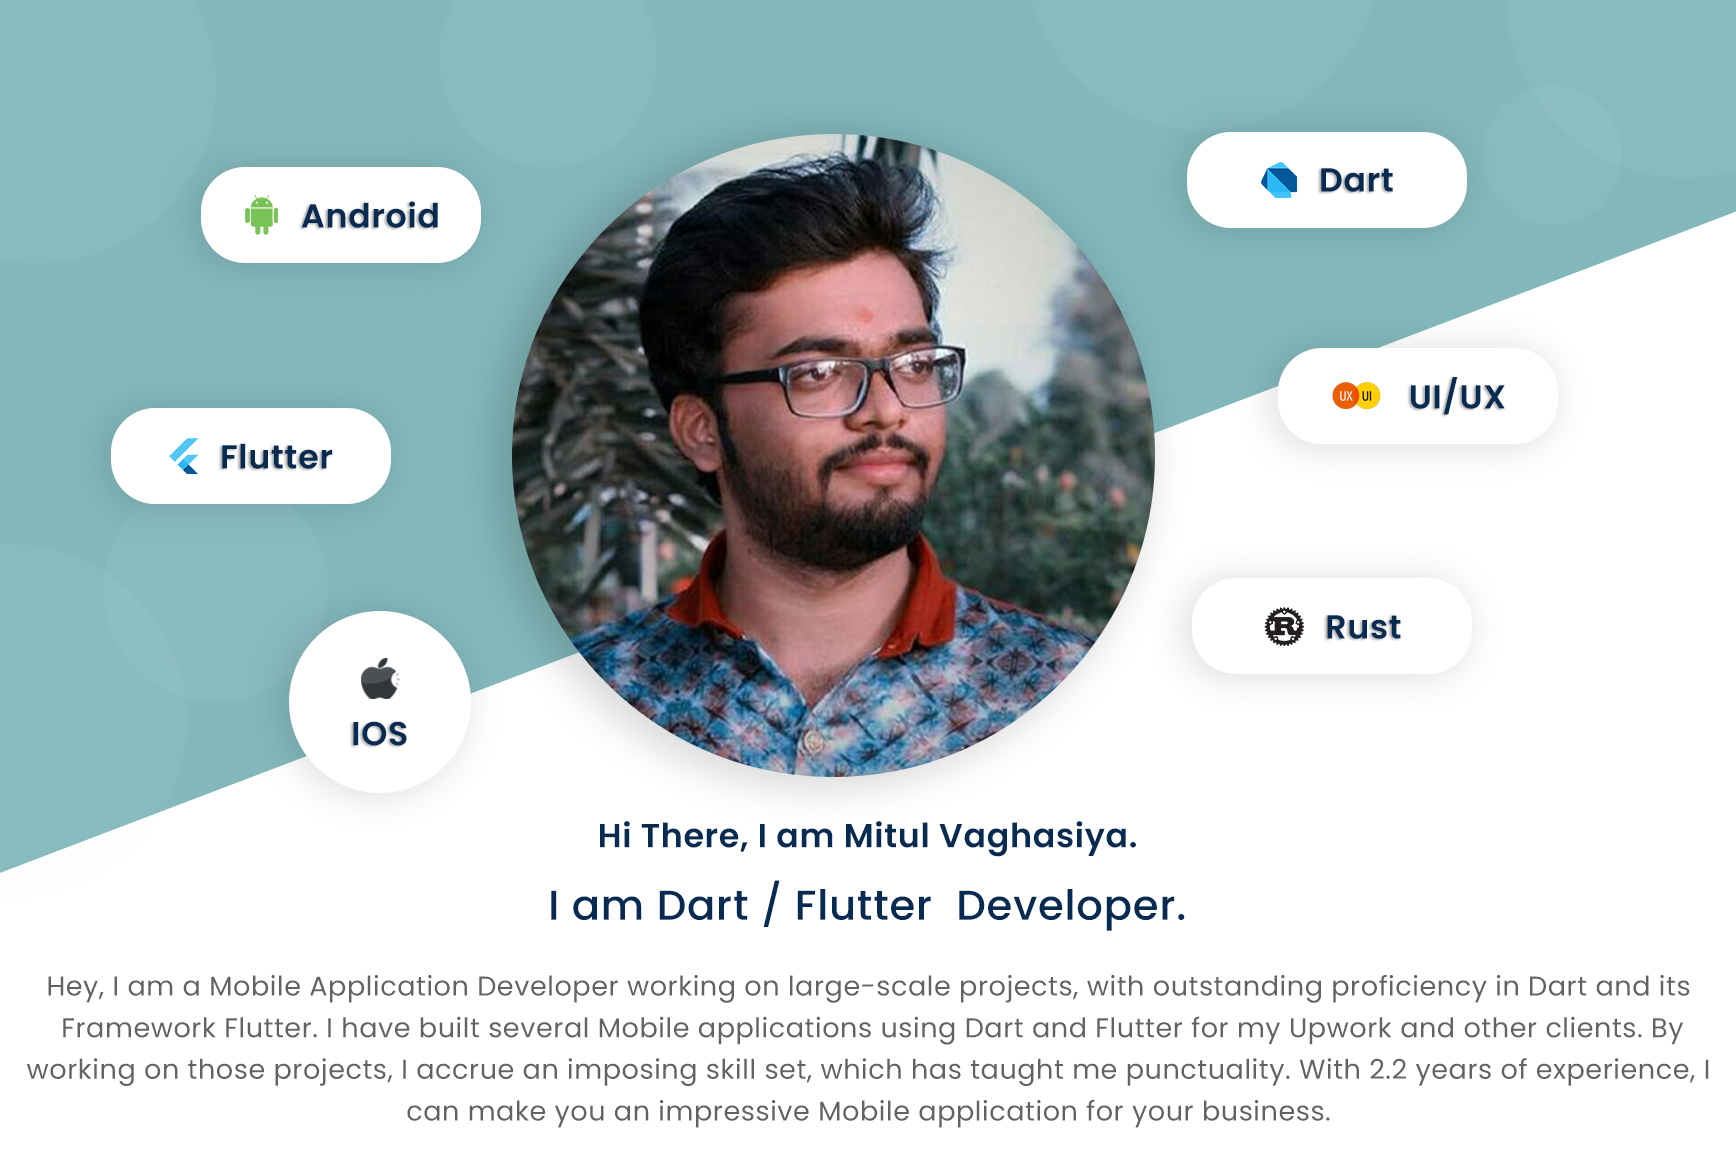 Android
Dart
UX UI
UI/UX
Flutter
R
Rust
IOS
Hi There, I am Mitul Vaghasiya.
I am Dart / Flutter Developer.
Hey, I am a Mobile Application Developer working on large-scale projects, with outstanding proficiency in Dart and its
Framework Flutter. I have built several Mobile applications using Dart and Flutter for my Upwork and other clients. By
working on those projects, I accrue an imposing skill set, which has taught me punctuality. With 2.2 years of experience, I
can make you an impressive Mobile application for your business.